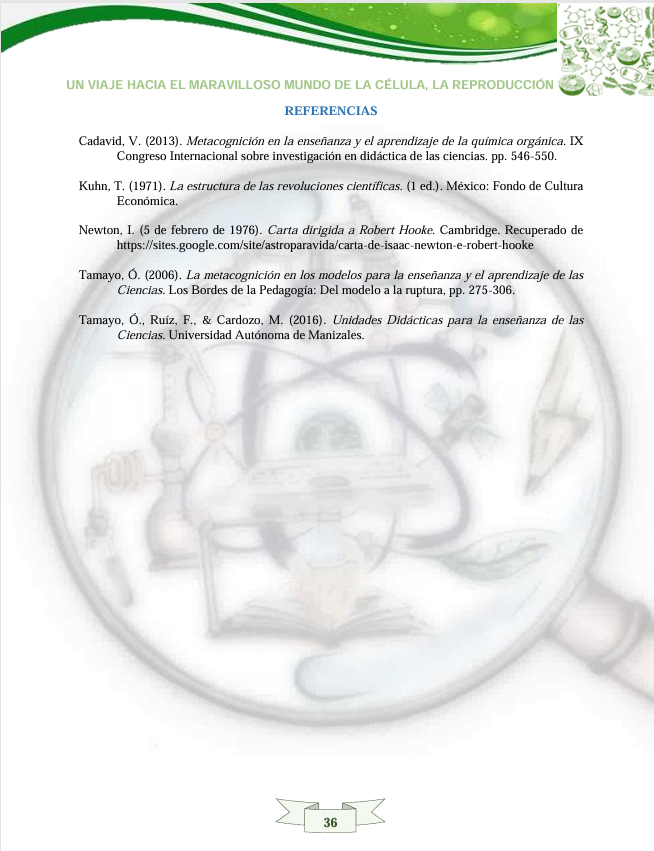 UN VIAJE HACIA EL MARAVILLOSO MUNDO DE LA CÉLULA, LA REPRODUCCIÓN
REFERENCIAS
Cadavid, V. (2013). Metacognición en la enseñanza y el aprendizaje de la química orgánica. IX
Congreso Internacional sobre investigación en didáctica de las ciencias. pp. 546-550.
Kuhn, T. (1971). La estructura de las revoluciones científicas. (1 ed.). México: Fondo de Cultura
Económica.
Newton, I. (5 de febrero de 1976). Carta dirigida a Robert Hooke. Cambridge. Recuperado de
https://sites.google.com/site/astroparavida/carta-de-isaac-newton-e-robert-hooke
Tamayo, Ó. (2006). La metacognición en los modelos para la enseñanza y el aprendizaje de las
Ciencias. Los Bordes de la Pedagogía: Del modelo a la ruptura, pp. 275-306.
Tamayo, Ó., Ruíz, F., & Cardozo, M. (2016). Unidades Didácticas para la enseñanza de las
Ciencias. Universidad Autónoma de Manizales.
36